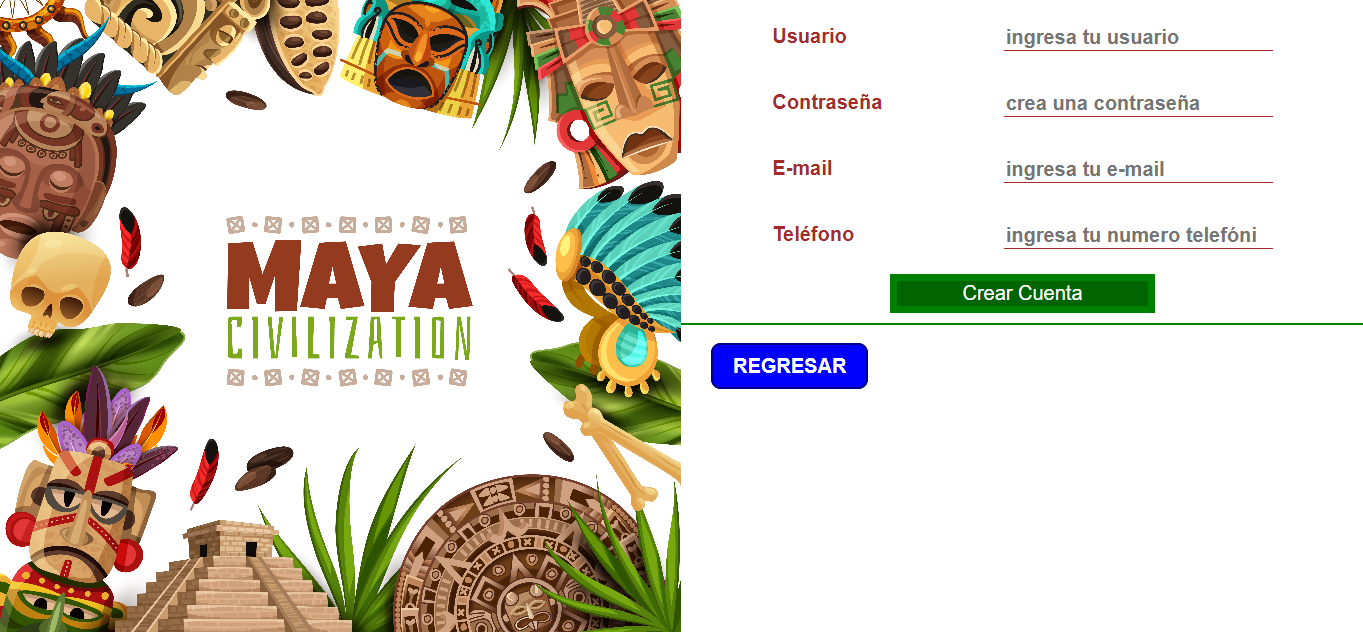 MAYA
CIVILIZATION
Usuario ingresa tu usuario
Contraseña crea una contraseña
E-mail ingresa tu e-mail
Teléfono ingresa tu numero telefóni
Crear Cuenta
REGRESAR